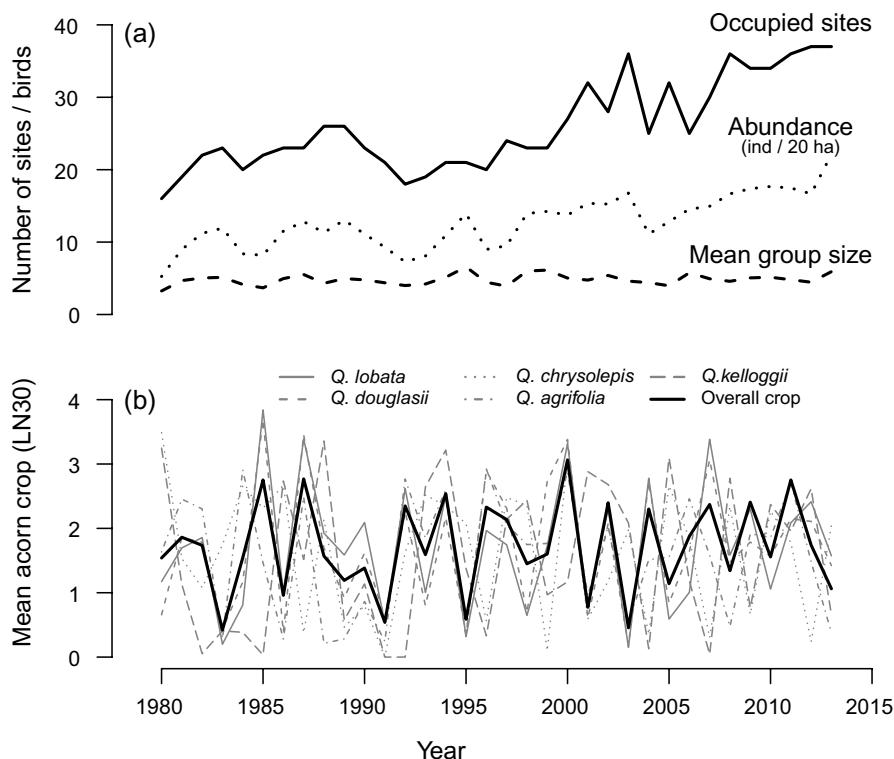 (a)
Occupied sites
Abundance
(ind / 20 ha)
Mean group size
Number of sites / birds
40
30
20
10
0
(b)
Q. lobata
Q. chrysolepis
Q.kelloggii
Q. douglasii
Q. agrifolia
Overall crop
Mean acorn crop (LN30)
4
3
2
1
0
1980 1985 1990 1995 2000 2005 2010 2015
Year